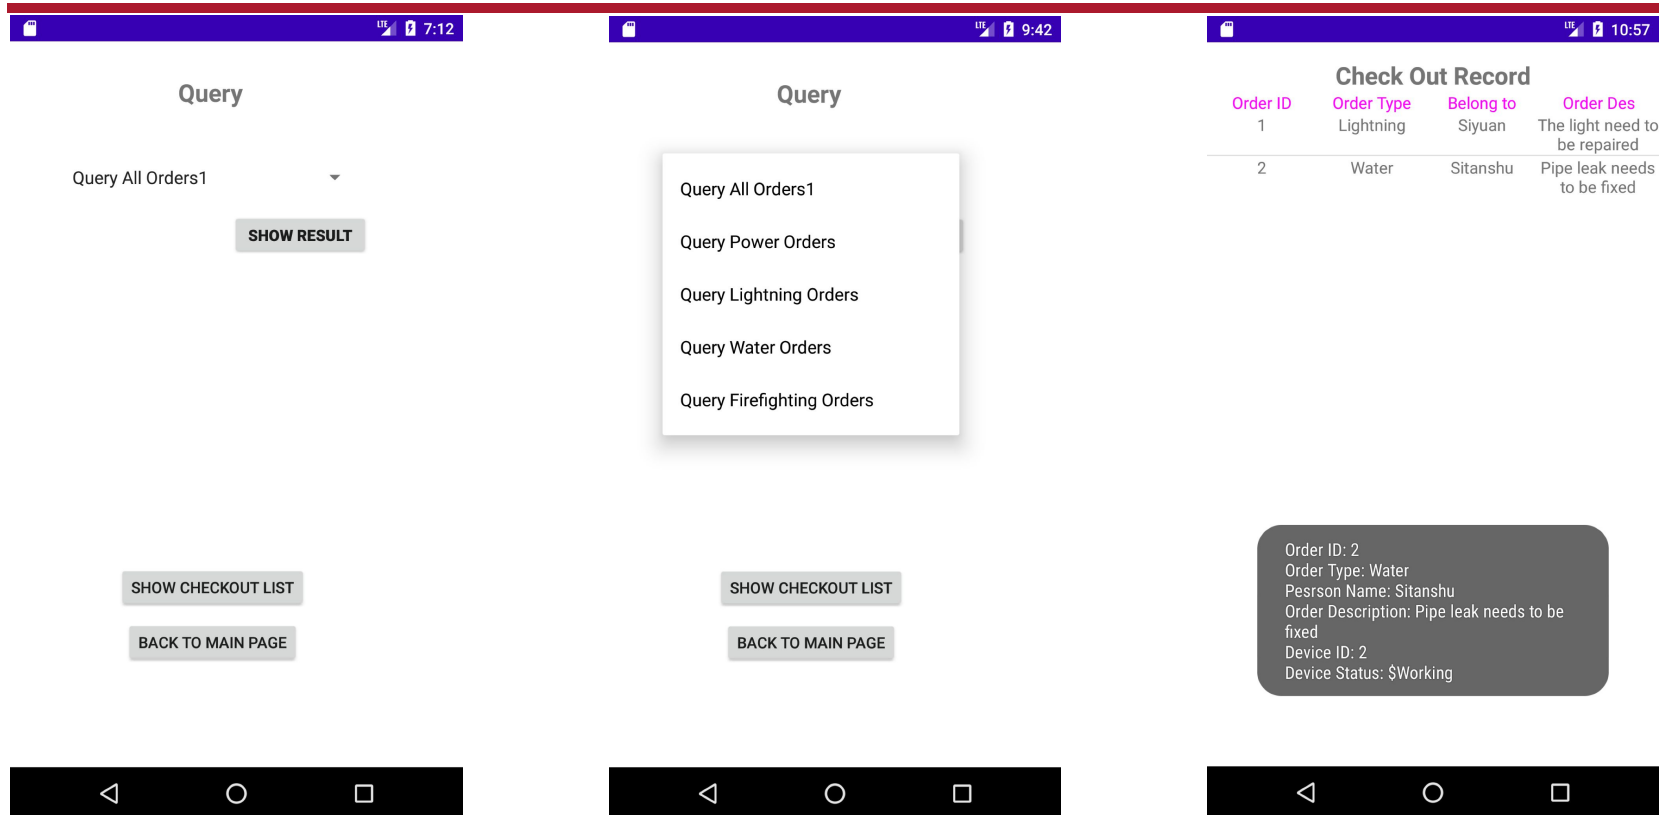 LTE 7:12
Query
Query All Orders1
SHOW RESULT
SHOW CHECKOUT LIST
BACK TO MAIN PAGE
LTE 9:42
Query
Query All Orders1
Query Power Orders
Query Lightning Orders
Query Water Orders
Query Firefighting Orders
SHOW CHECKOUT LIST
BACK TO MAIN PAGE
LTE 10:57
Check Out Record
Order ID Order Type Belong to Order Des
1 Lightning Siyuan The light need to
be repaired
2 Water Sitanshu Pipe leak needs
to be fixed
Order ID: 2
Order Type: Water
Pesrson Name: Sitanshu
Order Description: Pipe leak needs to be
fixed
Device ID: 2
Device Status: $Working